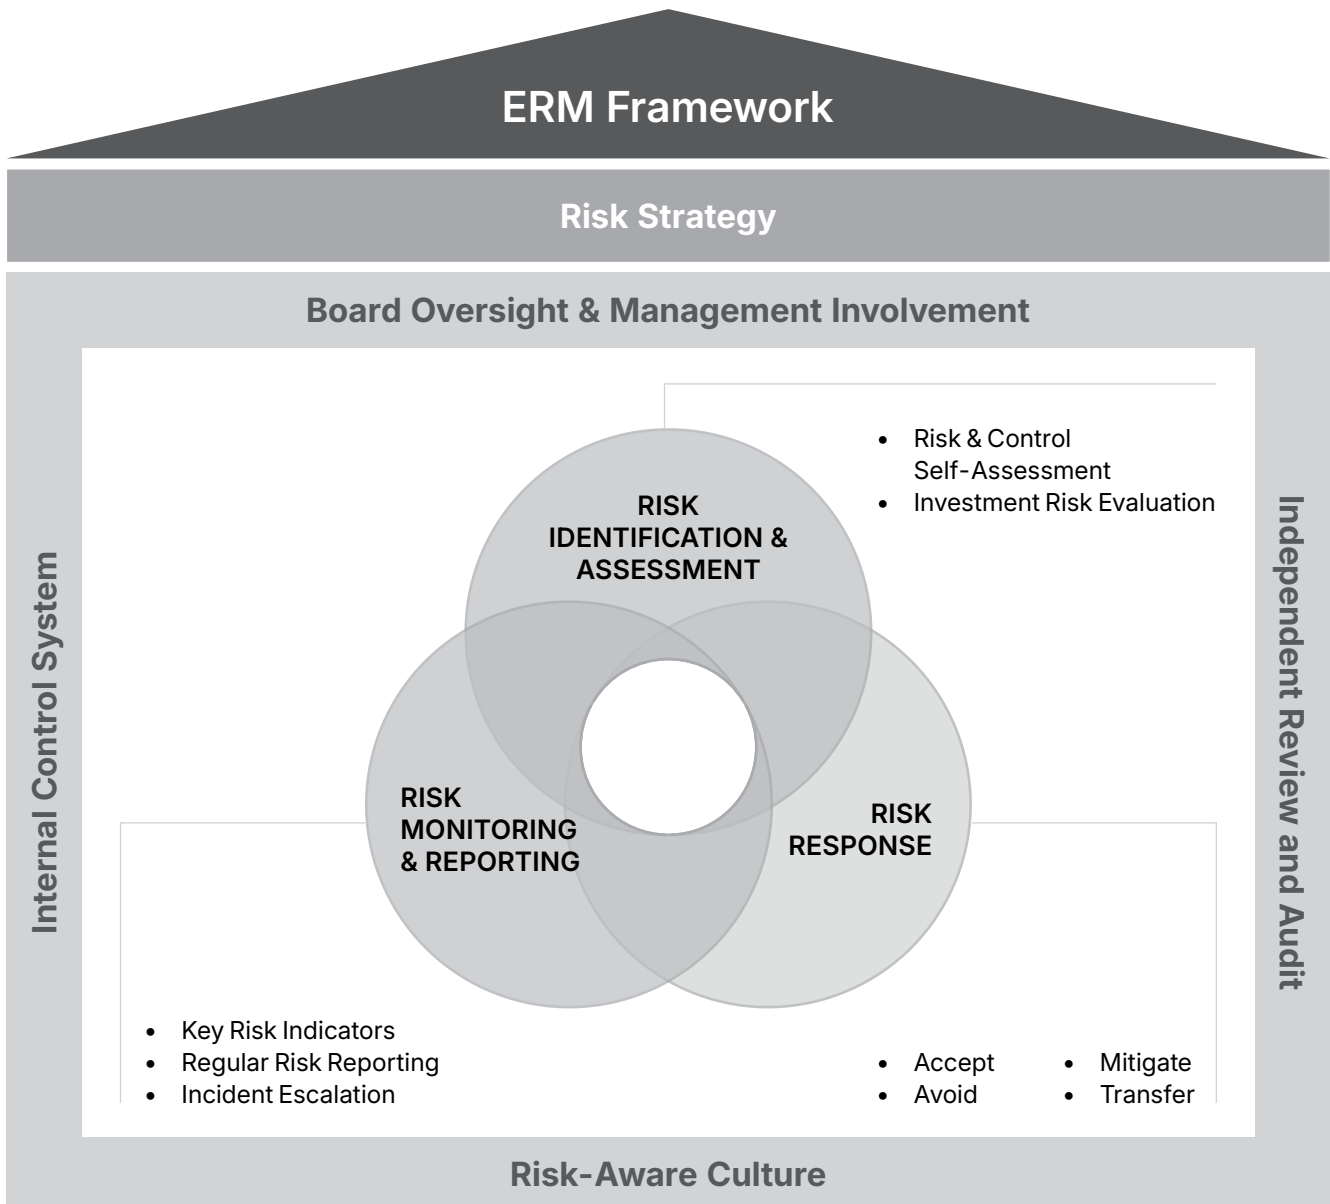 ERM Framework
Risk Strategy
Board Oversight & Management Involvement
Internal Control System
Independent Review and Audit
RISK
IDENTIFICATION &
ASSESSMENT
• Risk & Control
Self-Assessment
• Investment Risk Evaluation
RISK
MONITORING
& REPORTING
• Key Risk Indicators
• Regular Risk Reporting
• Incident Escalation
RISK
RESPONSE
• Accept
• Avoid
• Mitigate
• Transfer
Risk-Aware Culture